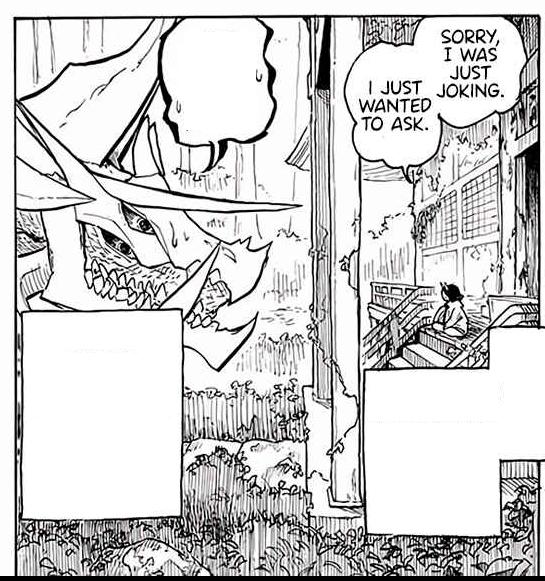 SORRY,
I WAS
JUST
JOKING.
I JUST
WANTED
TO ASK.